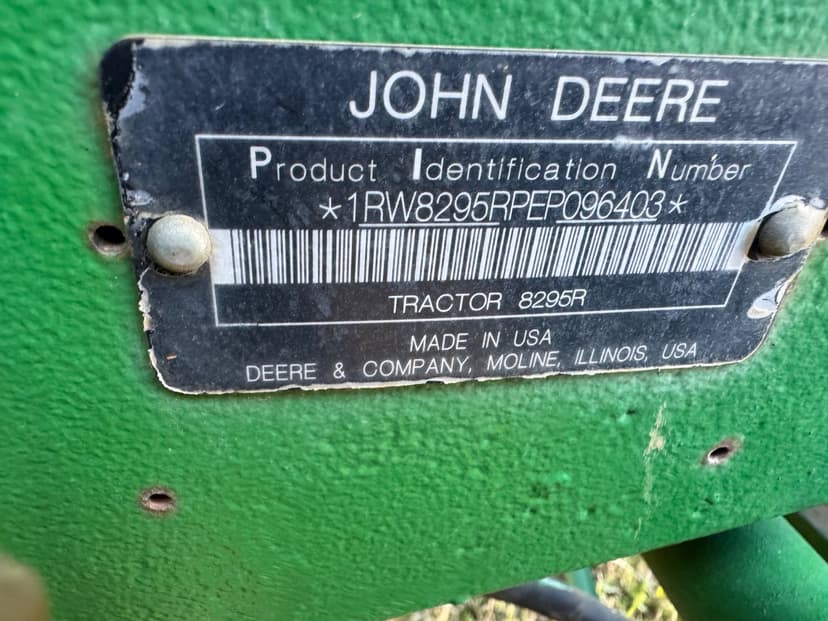 JOHN DEERE
Product Identification Number
*1RW8295RPEP096403*
TRACTOR 8295R
MADE IN USA
DEERE & COMPANY, MOLINE, ILLINOIS, USA